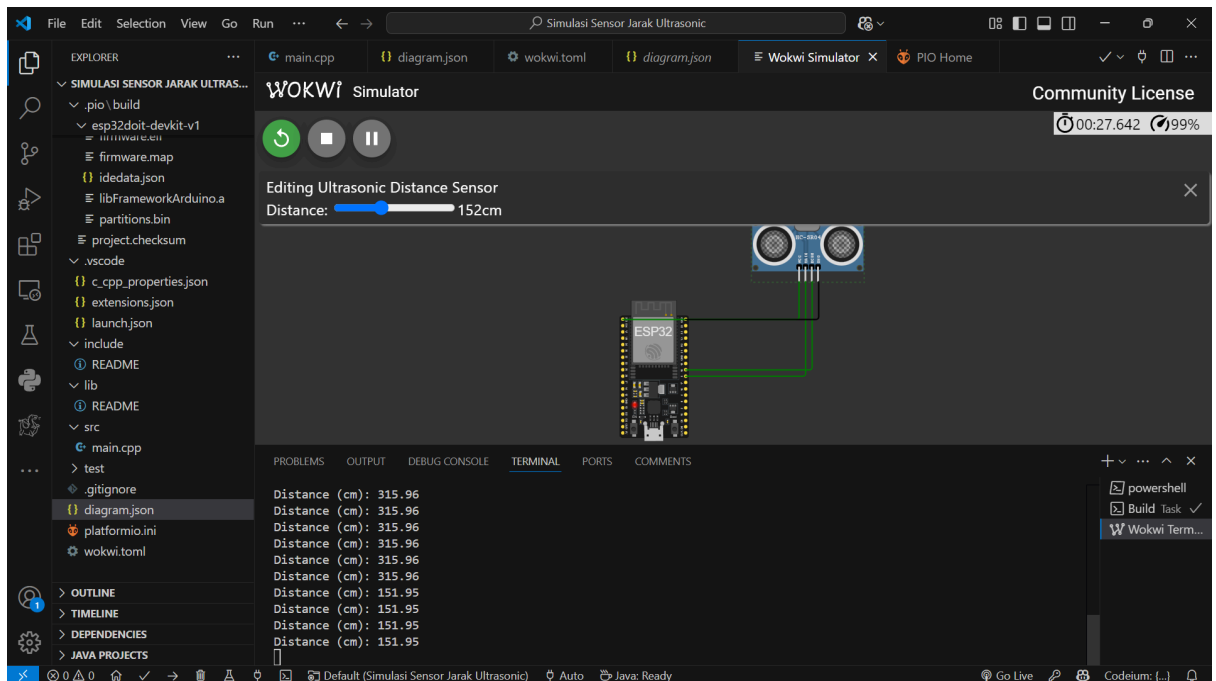 File Edit Selection View Go Run ··· Simulasi Sensor Jarak Ultrasonic
EXPLORER ···
main.cpp {} diagram.json wokwi.toml {} diagram.json Wokwi Simulator PIO Home ···
SIMULASI SENSOR JARAK ULTRAS...
.pio\build
esp32doit-devkit-v1
firmware.elf
firmware.map
{} idedata.json
libFrameworkArduino.a
partitions.bin
project.checksum
.vscode
{} c_cpp_properties.json
{} extensions.json
{} launch.json
include
README
lib
README
src
main.cpp
test
.gitignore
{} diagram.json
platformio.ini
wokwi.toml
OUTLINE
TIMELINE
DEPENDENCIES
JAVA PROJECTS
1
WOKWi Simulator
Community License
00:27.642 99%
Editing Ultrasonic Distance Sensor
Distance: 152cm
HC-SR04
ESP32
PROBLEMS OUTPUT DEBUG CONSOLE TERMINAL PORTS COMMENTS
Distance (cm): 315.96
Distance (cm): 315.96
Distance (cm): 315.96
Distance (cm): 315.96
Distance (cm): 315.96
Distance (cm): 315.96
Distance (cm): 151.95
Distance (cm): 151.95
Distance (cm): 151.95
Distance (cm): 151.95
powershell
Build Task
Wokwi Term...
0 0 Default (Simulasi Sensor Jarak Ultrasonic) Auto Java: Ready Go Live Codeium: {...}